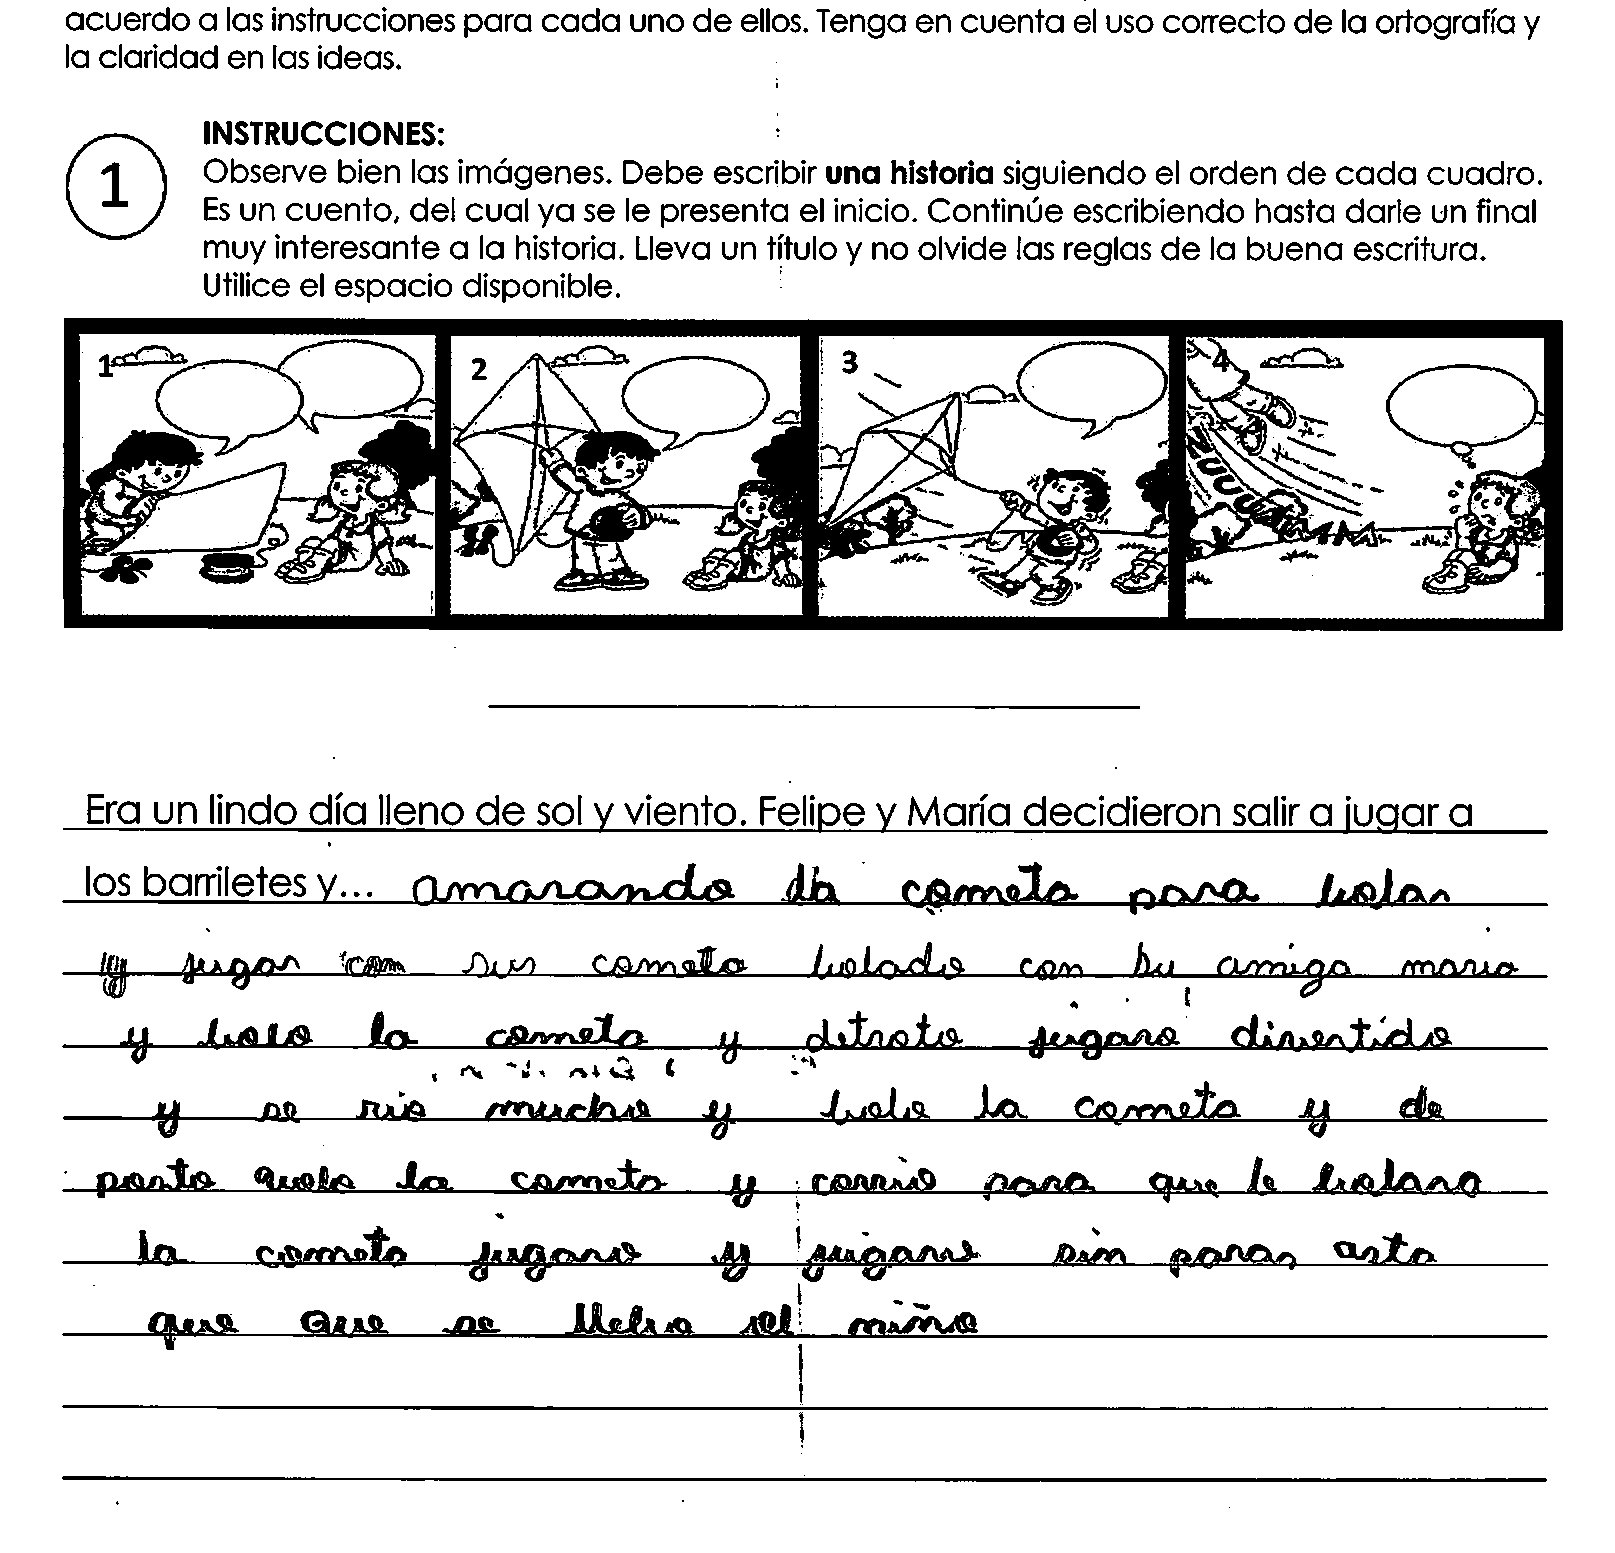 acuerdo a las instrucciones para cada uno de ellos. Tenga en cuenta el uso correcto de la ortografía y
la claridad en las ideas.
1
INSTRUCCIONES:
Observe bien las imágenes. Debe escribir una historia siguiendo el orden de cada cuadro.
Es un cuento, del cual ya se le presenta el inicio. Continúe escribiendo hasta darle un final
muy interesante a la historia. Lleva un título y no olvide las reglas de la buena escritura.
Utilice el espacio disponible.
1 2 3 4
Era un lindo día lleno de sol y viento. Felipe y María decidieron salir a jugar a
los barriletes y... amarando cometa para bolar
y jugar con sus cometa bolado con su amiga maria
y bolo la cometa y jugaro divertido
y se rio mucho y bolo la cometa y de
la cometa y corrio para que le bolara
la cometa jugaro y jugaro sin parar asta
que que se el niño